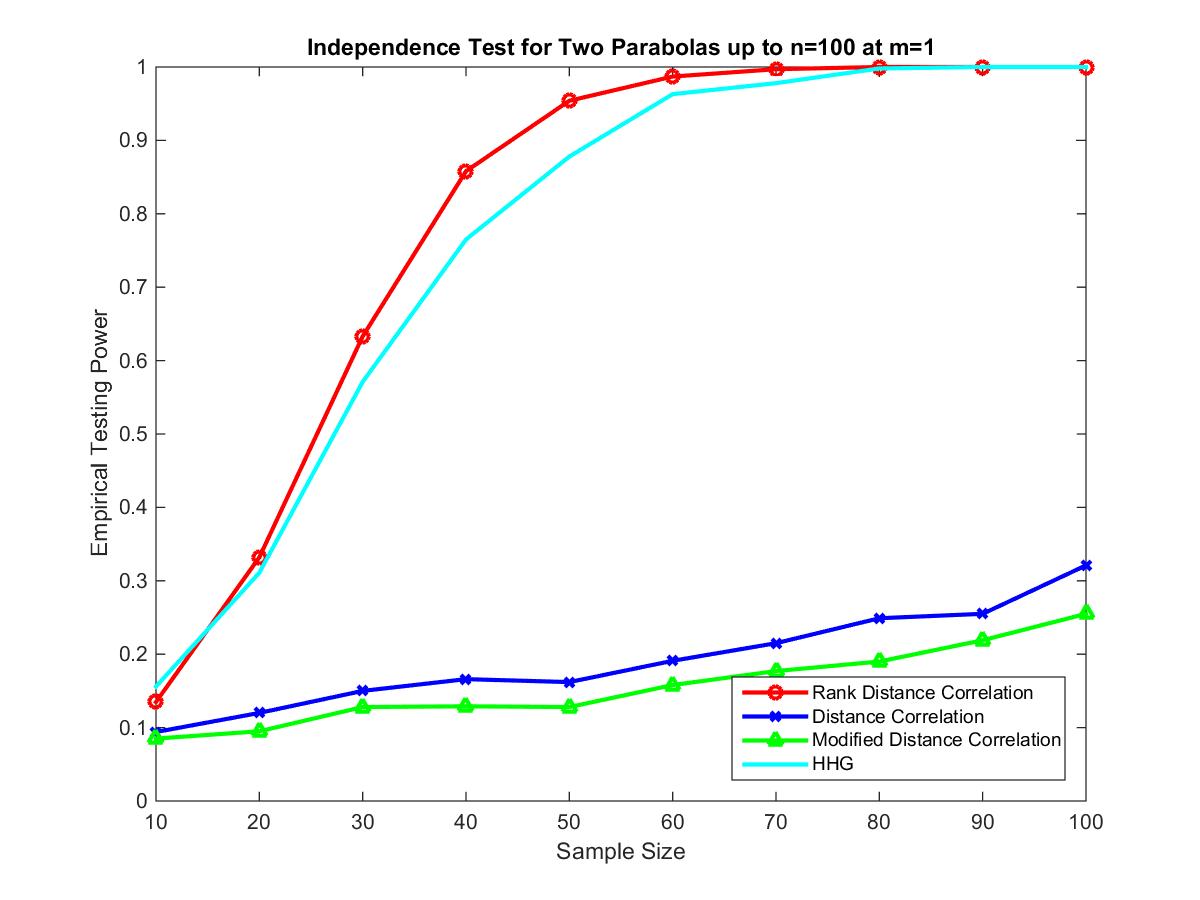 Independence Test for Two Parabolas up to n=100 at m=1
1
0.9
0.8
0.7
0.6
0.5
0.4
0.3
0.2
0.1
0
Empirical Testing Power
10 20 30 40 50 60 70 80 90 100
Sample Size
Rank Distance Correlation
Distance Correlation
Modified Distance Correlation
HHG